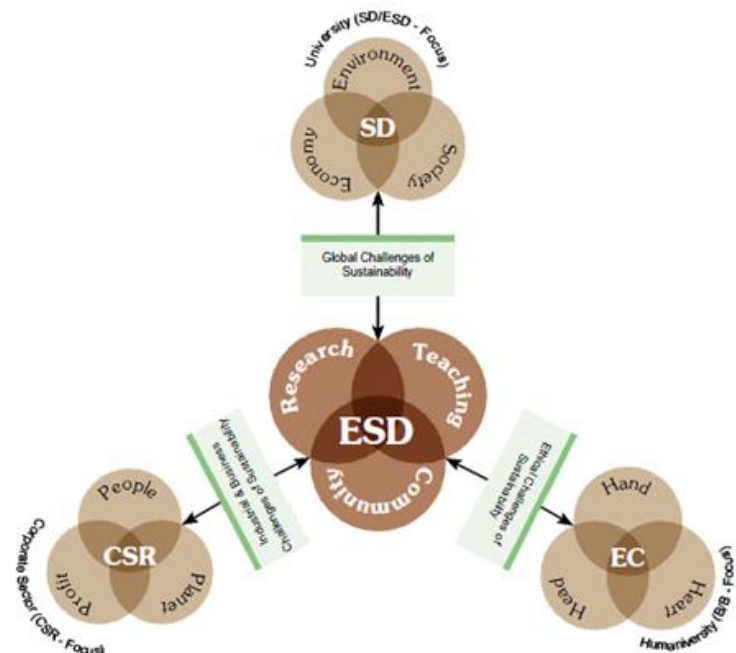 University (SD/ESD - Focus)
Environment
SD
Economy
Society
Global Challenges of
Sustainability
Research
Teaching
ESD
Community
Industrial & Business
Challenges of Sustainability
Ethical Challenges of
Sustainability
People
CSR
Profit
Planet
Corporate Sector (CSR - Focus)
Hand
EC
Head
Heart
Humaniversity (B/B - Focus)